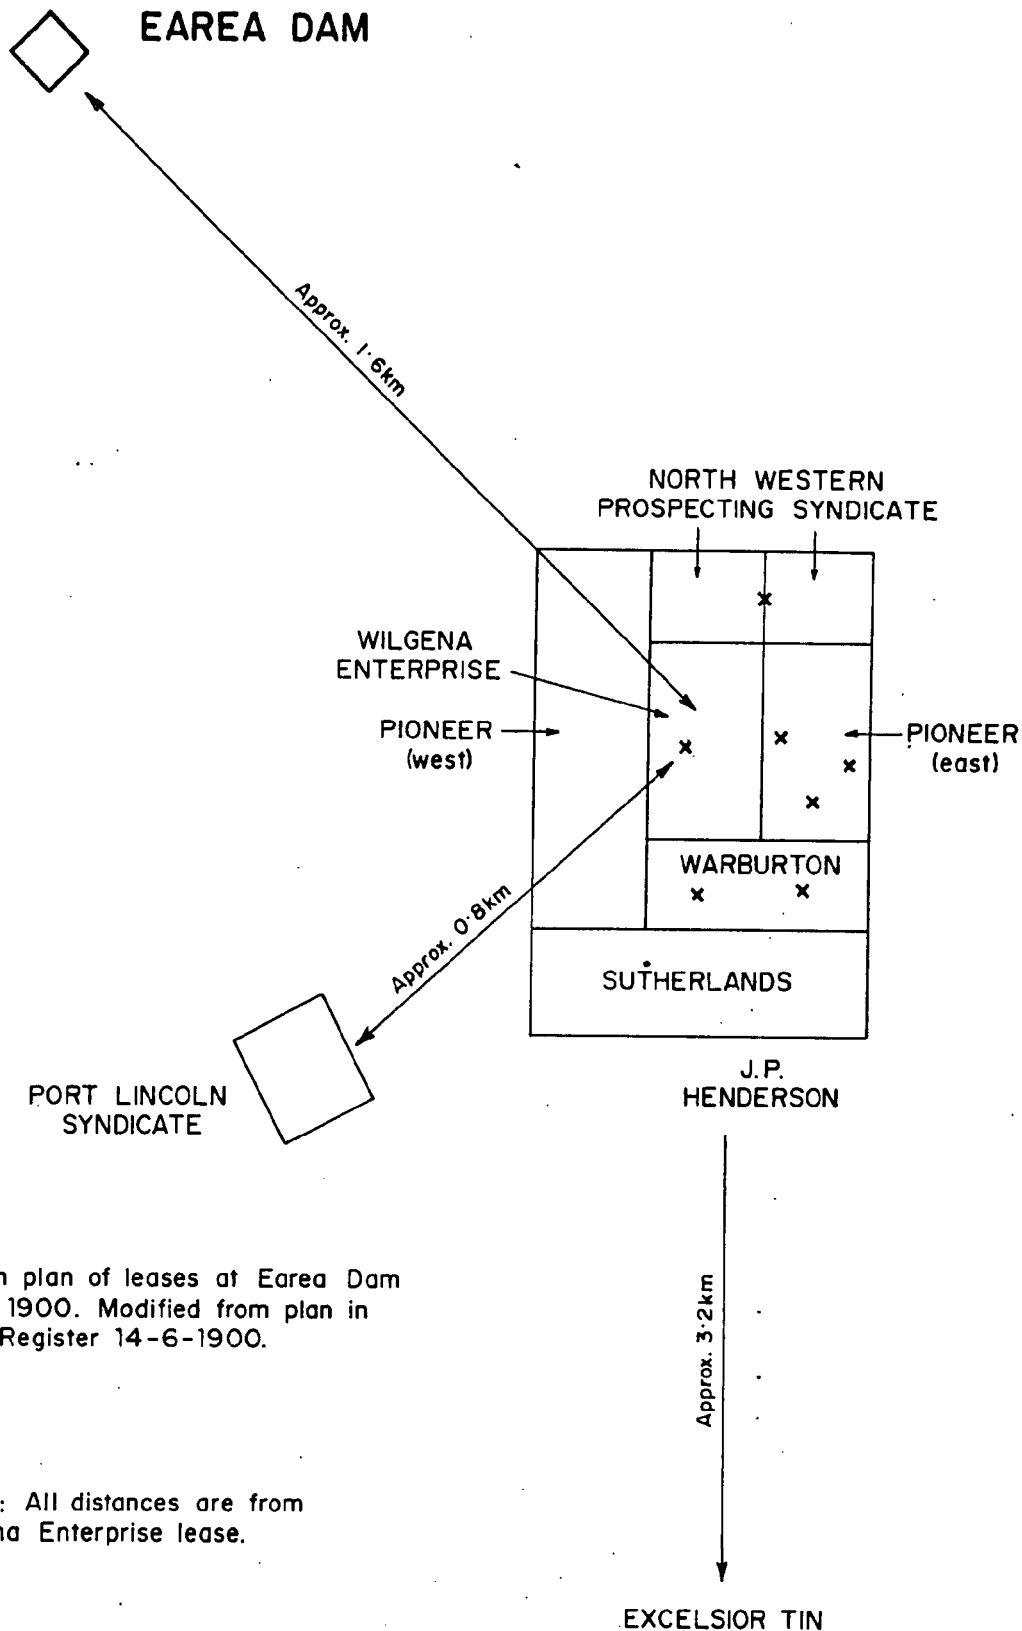 EAREA DAM
Approx. 1·6km
NORTH WESTERN
PROSPECTING SYNDICATE
WILGENA
ENTERPRISE
PIONEER
(west)
PIONEER
(east)
WARBURTON
Approx. 0·8km
SUTHERLANDS
PORT LINCOLN
SYNDICATE
J.P.
HENDERSON
n plan of leases at Earea Dam
1900. Modified from plan in
Register 14-6-1900.
Approx. 3·2km
: All distances are from
na Enterprise lease.
EXCELSIOR TIN